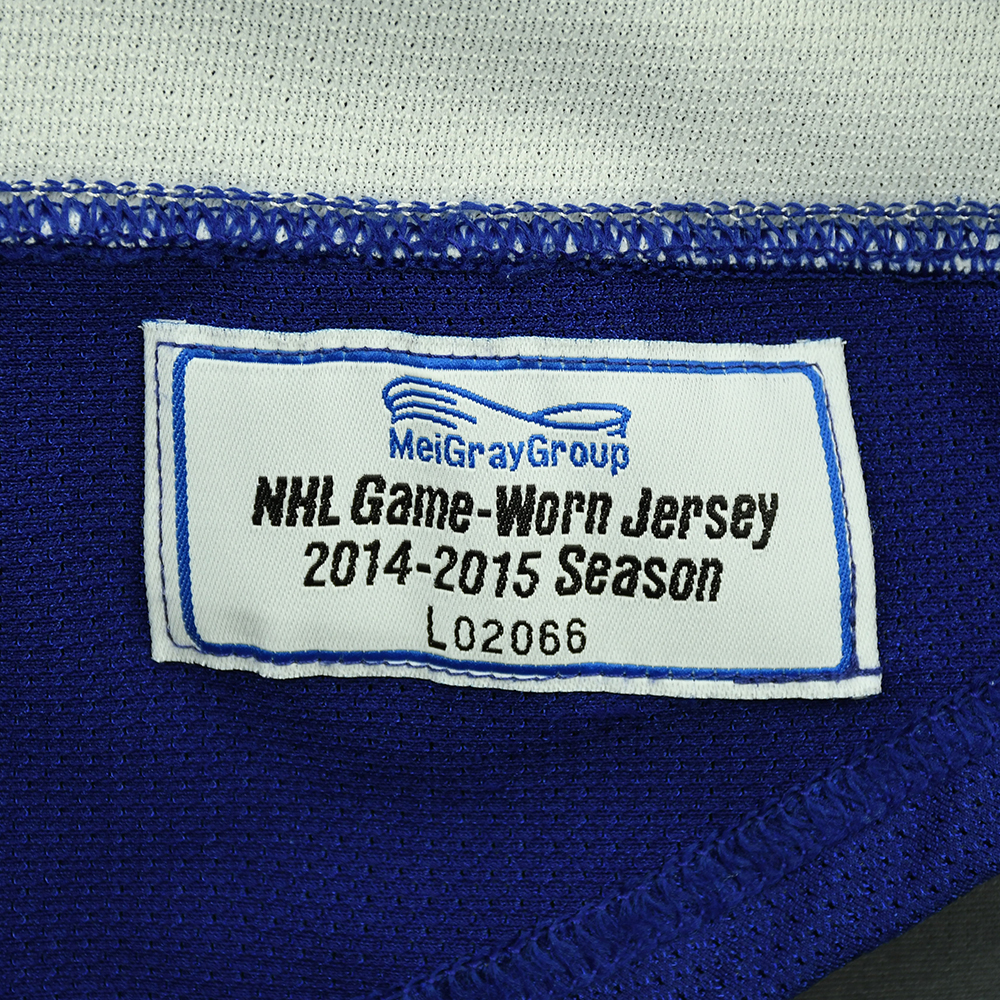 MeiGrayGroup
NHL Game-Worn Jersey
2014-2015 Season
L02066